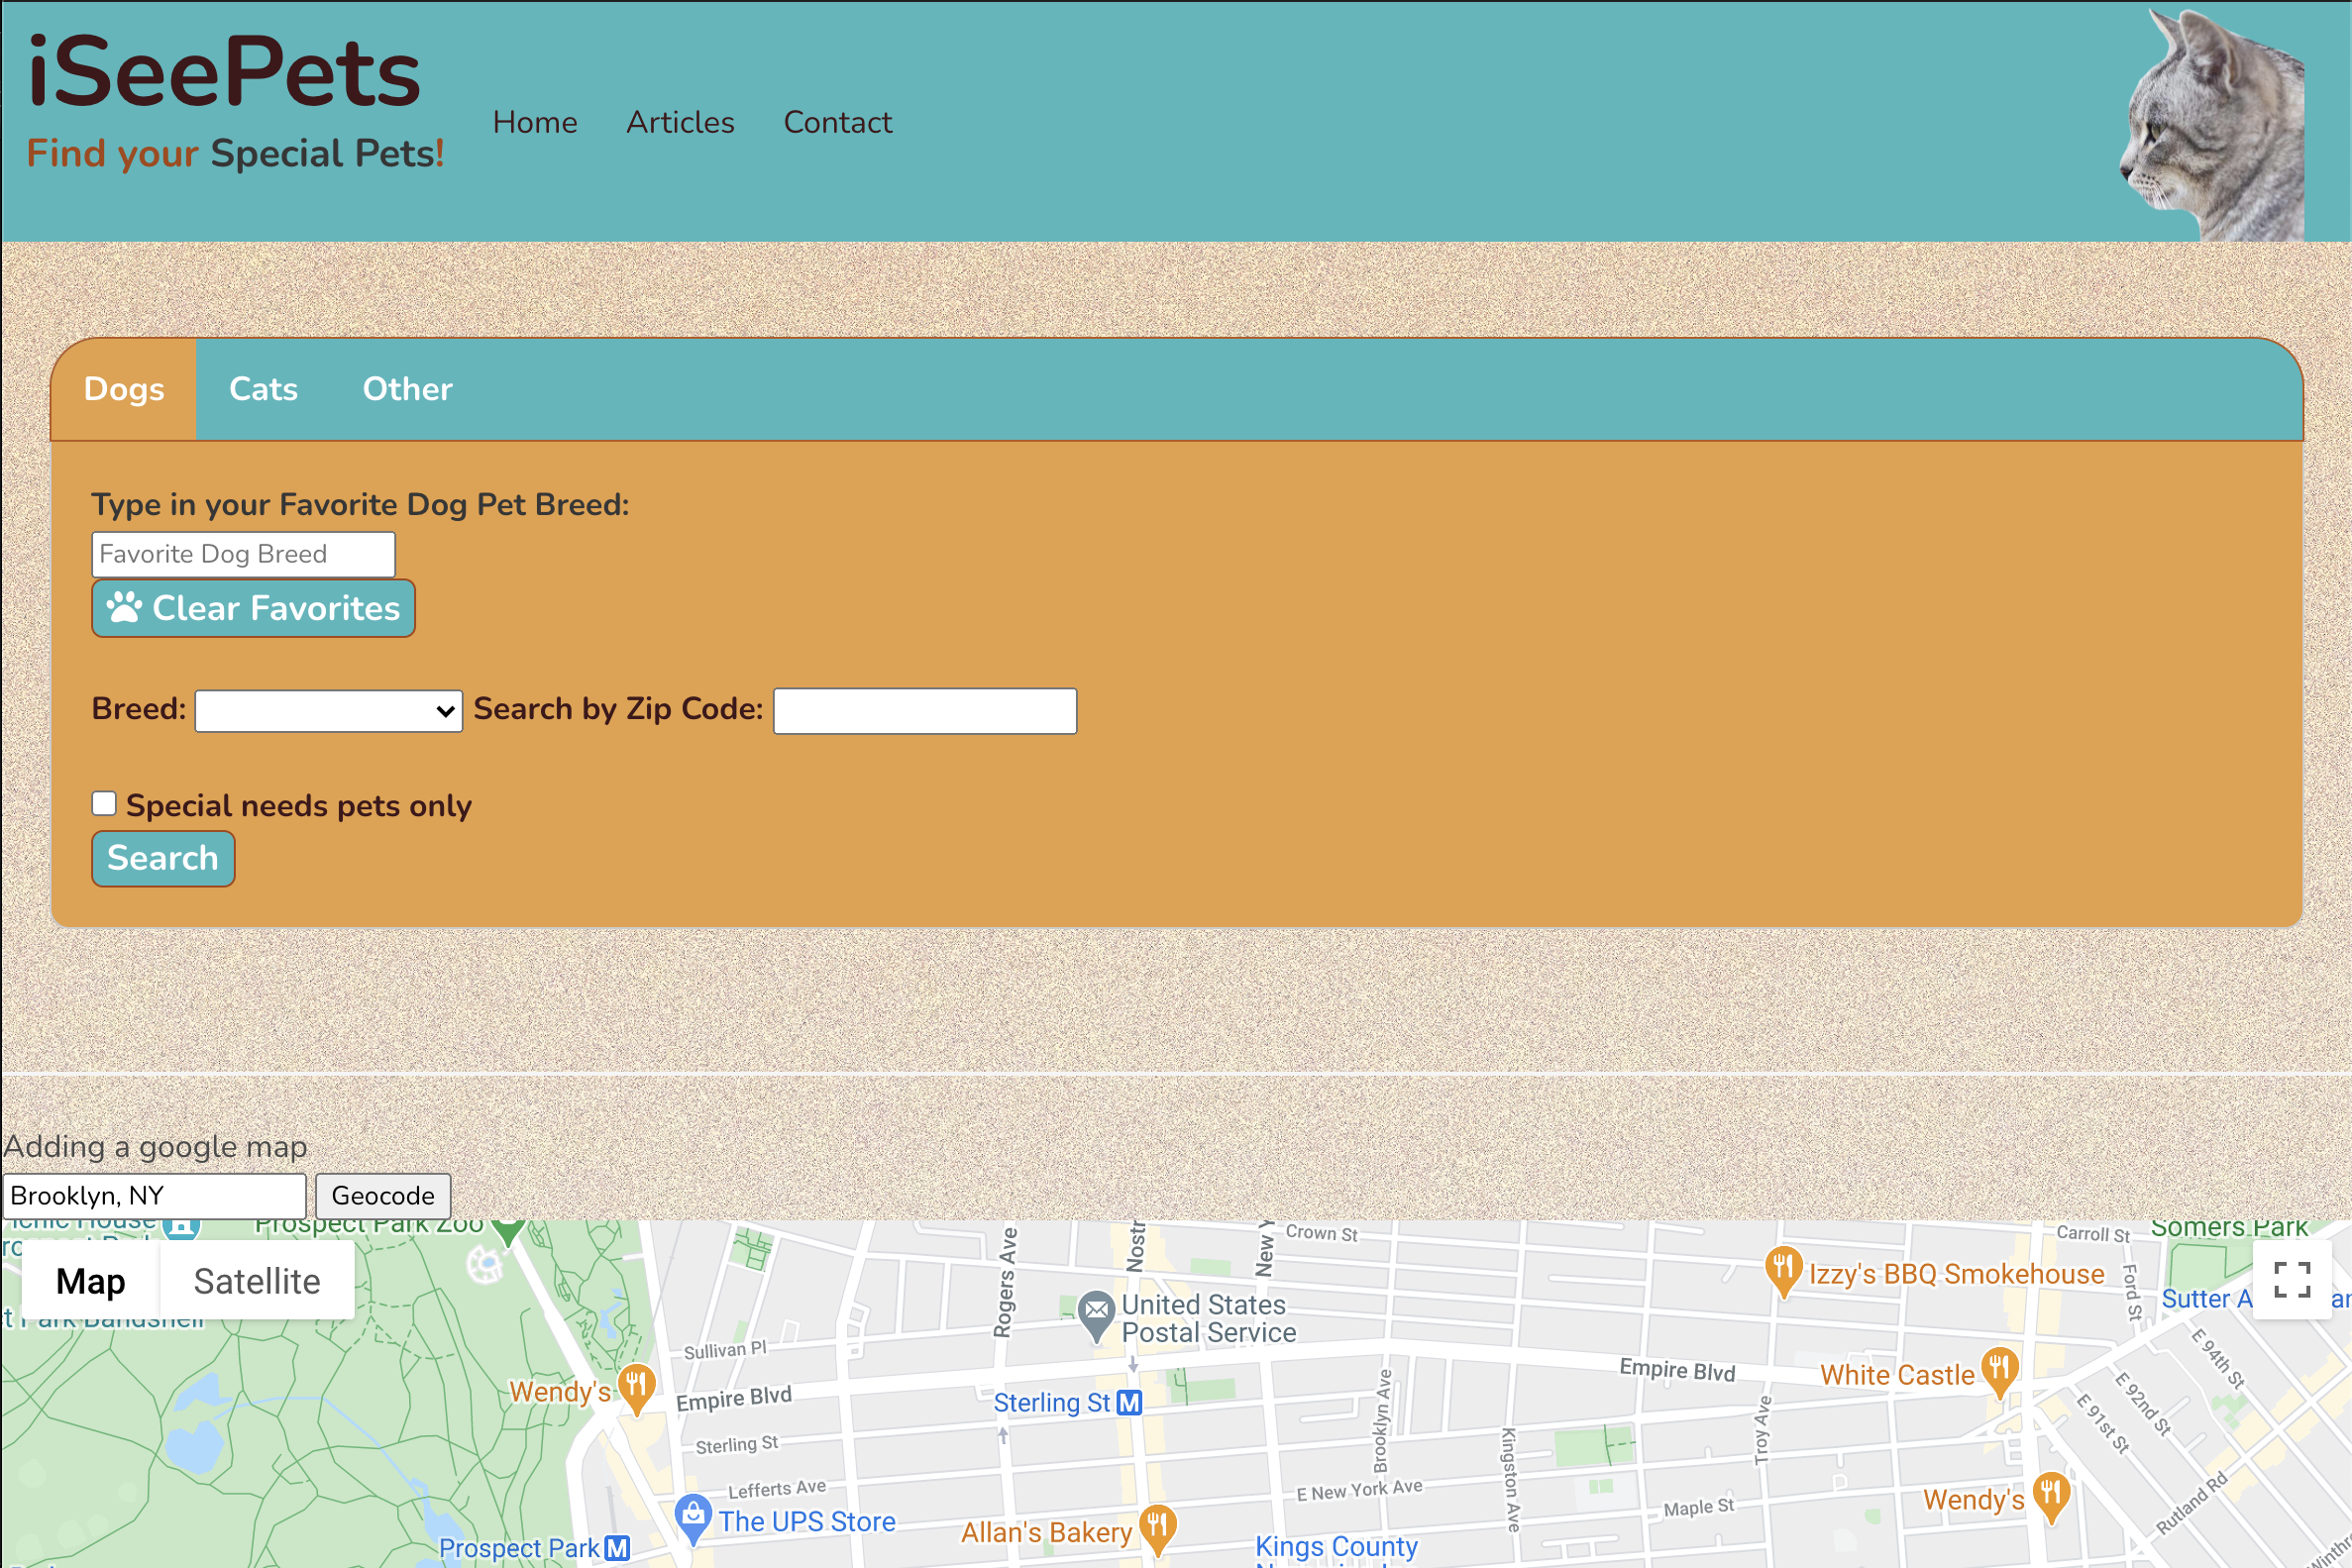 iSeePets
Find your Special Pets!
Home Articles Contact
Dogs Cats Other
Type in your Favorite Dog Pet Breed:
Favorite Dog Breed
Clear Favorites
Breed: Search by Zip Code:
Special needs pets only
Search
Adding a google map
Brooklyn, NY Geocode
Prospect Park Zoo
Map Satellite
Rogers Ave
Crown St
Carroll St
Somers Park
Izzy's BBQ Smokehouse
Ford St
Sutter A
United States
Postal Service
Sullivan Pl
Empire Blvd
Empire Blvd
White Castle
E 94th St
E 92nd St
E 91st St
Wendy's
Sterling St M
Sterling St
Brooklyn Ave
Kingston Ave
Troy Ave
Lefferts Ave
E New York Ave
Maple St
Wendy's
Rutland Rd
The UPS Store
Allan's Bakery
Prospect Park M
Kings County